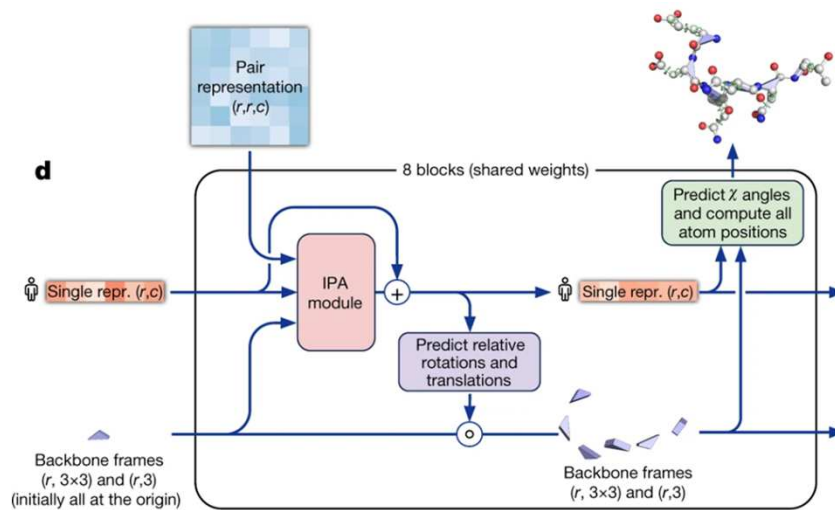 Pair
representation
(r,r,c)
d
8 blocks (shared weights)
Predict χ angles
and compute all
atom positions
IPA
module
Single repr. (r,c)
+
Single repr. (r,c)
Predict relative
rotations and
translations
Backbone frames
(r, 3×3) and (r,3)
(initially all at the origin)
Backbone frames
(r, 3×3) and (r,3)